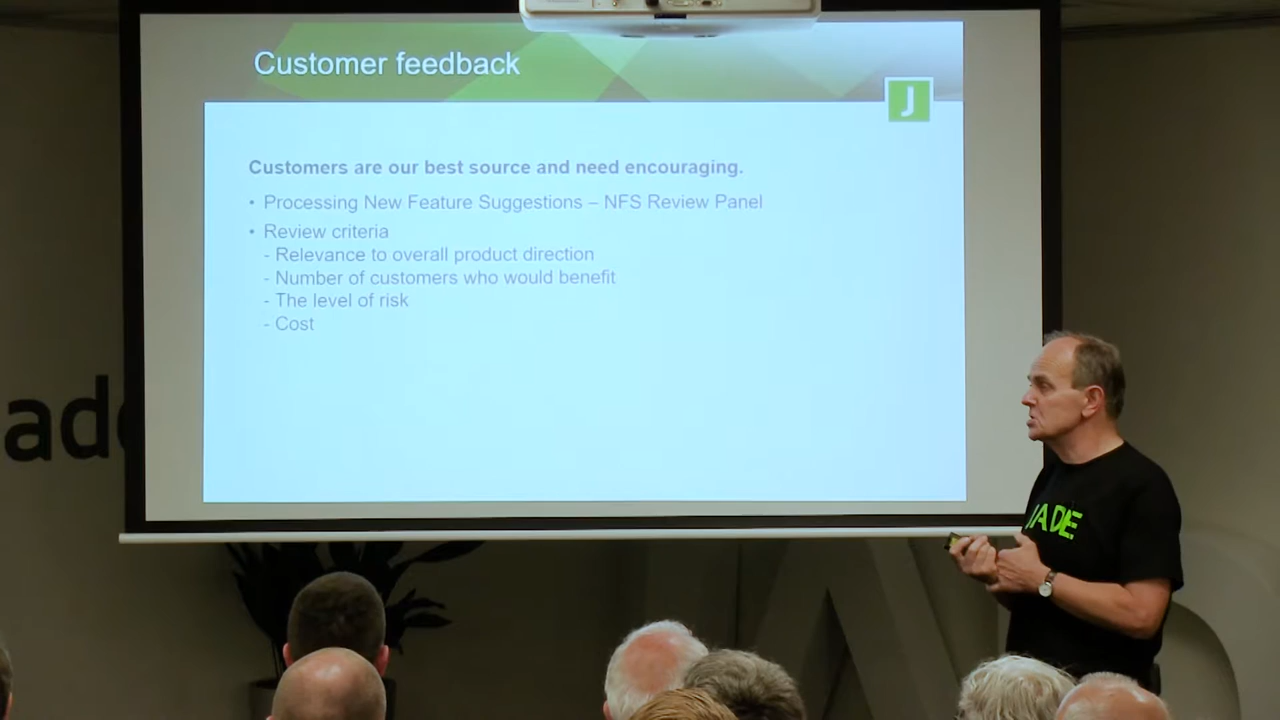 Customer feedback
J
Customers are our best source and need encouraging.
• Processing New Feature Suggestions – NFS Review Panel
• Review criteria
- Relevance to overall product direction
- Number of customers who would benefit
- The level of risk
- Cost
ade
JADE